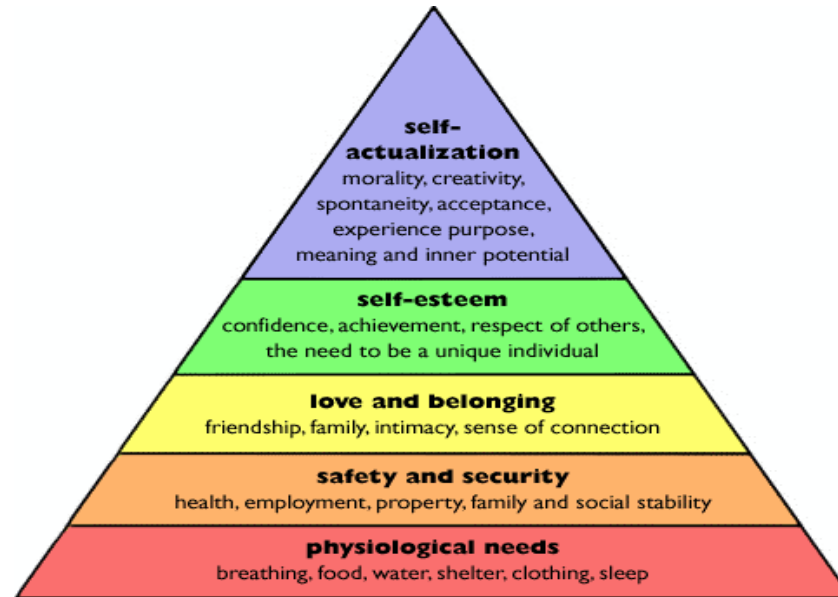 self-
actualization
morality, creativity,
spontaneity, acceptance,
experience purpose,
meaning and inner potential
self-esteem
confidence, achievement, respect of others,
the need to be a unique individual
love and belonging
friendship, family, intimacy, sense of connection
safety and security
health, employment, property, family and social stability
physiological needs
breathing, food, water, shelter, clothing, sleep